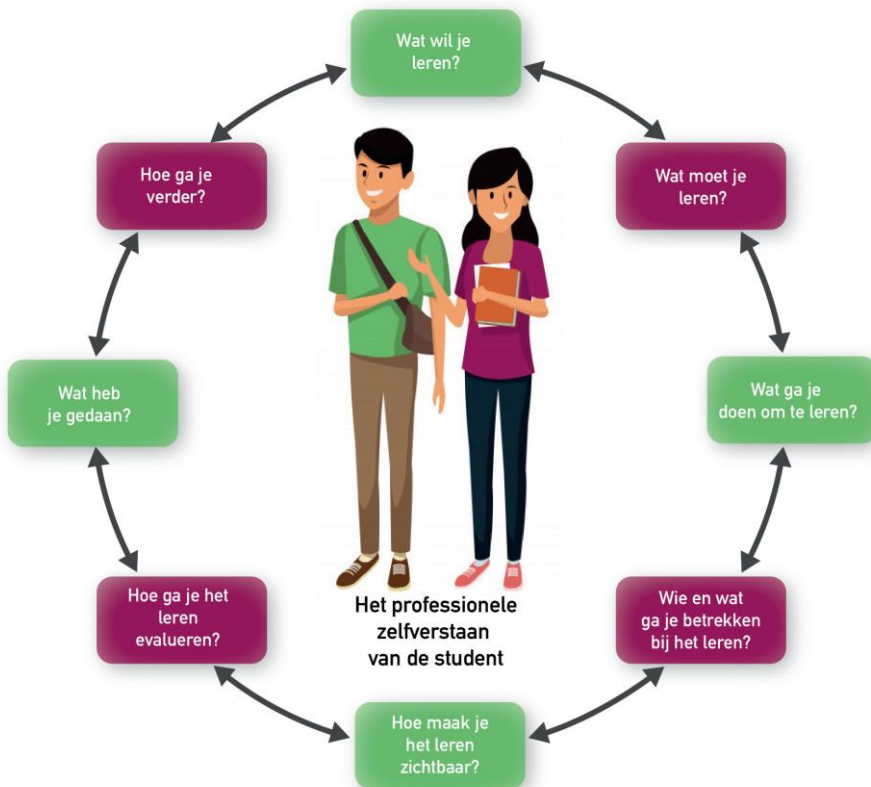 Wat wil je
leren?
Wat moet je
leren?
Wat ga je
doen om te leren?
Wie en wat
ga je betrekken
bij het leren?
Hoe maak je
het leren
zichtbaar?
Hoe ga je het
leren
evalueren?
Wat heb
je gedaan?
Hoe ga je
verder?
Het professionele
zelfverstaan
van de student